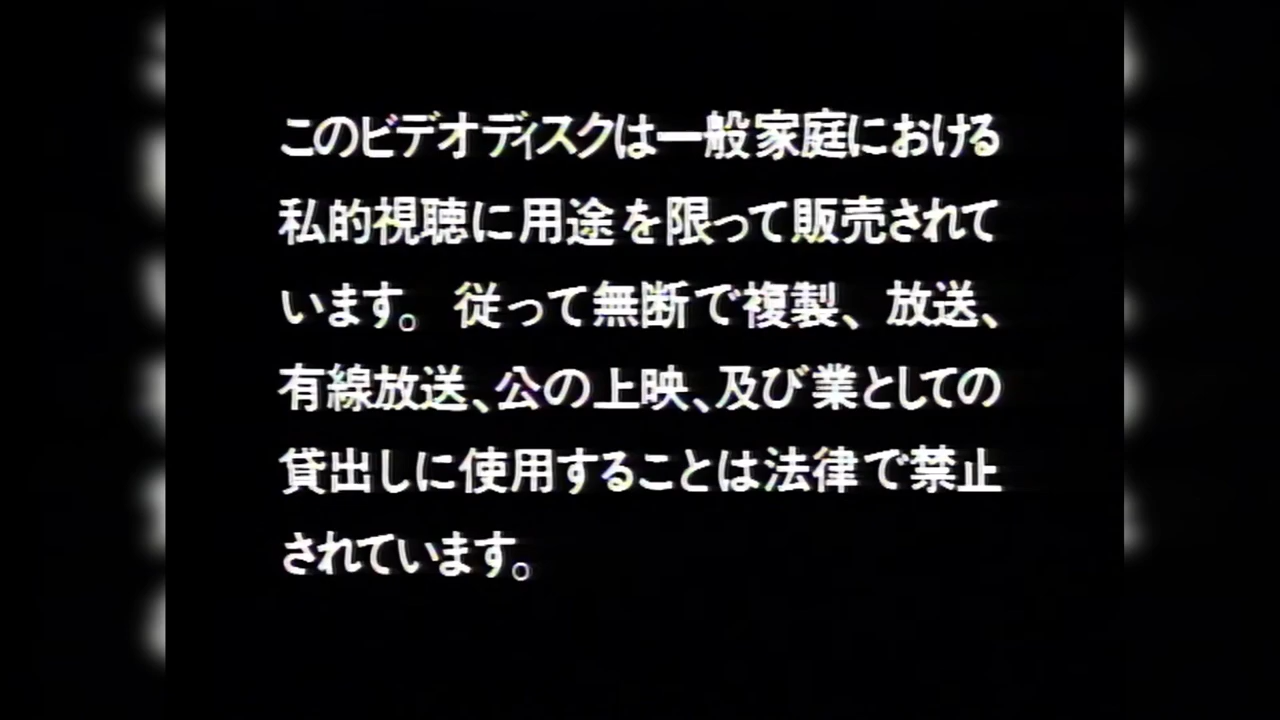 このビデオディスクは一般家庭における
私的視聴に用途を限って販売されて
います。従って無断で複製、放送、
有線放送、公の上映、及び業としての
貸出しに使用することは法律で禁止
されています。